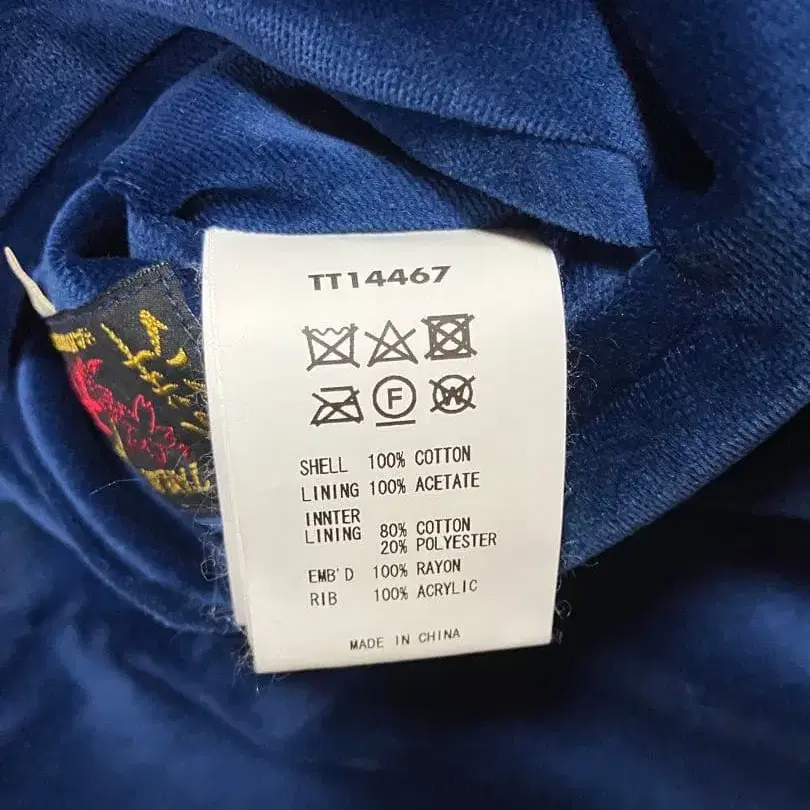 TT14467
F
W
SHELL 100% COTTON
LINING 100% ACETATE
INNTER
LINING 80% COTTON
20% POLYESTER
EMB'D 100% RAYON
RIB 100% ACRYLIC
MADE IN CHINA